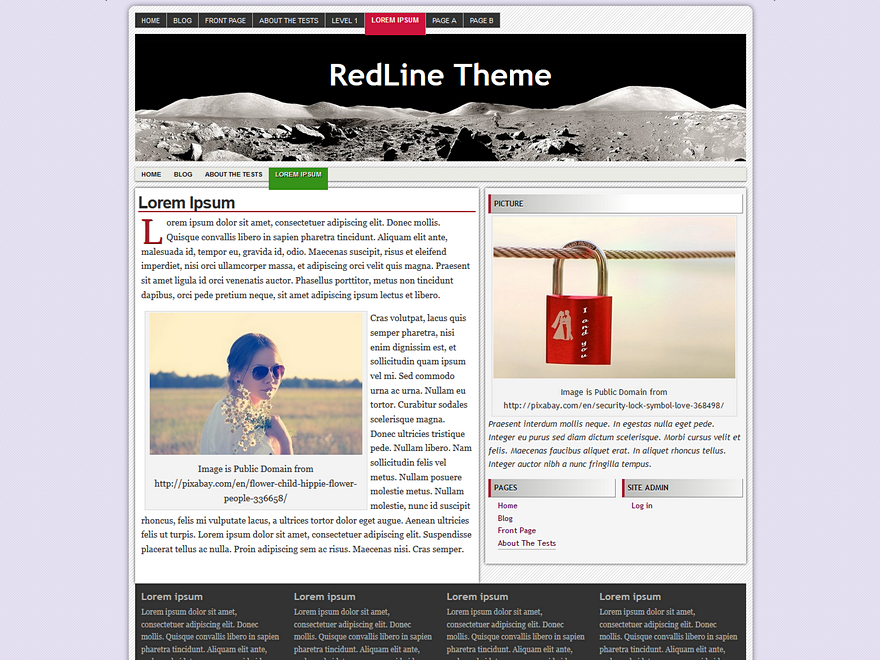 HOME BLOG FRONT PAGE ABOUT THE TESTS LEVEL 1 LOREM IPSUM PAGE A PAGE B
RedLine Theme
HOME BLOG ABOUT THE TESTS LOREM IPSUM
Lorem Ipsum
Lorem ipsum dolor sit amet, consectetuer adipiscing elit. Donec mollis.
Quisque convallis libero in sapien pharetra tincidunt. Aliquam elit ante,
malesuada id, tempor eu, gravida id, odio. Maecenas suscipit, risus et eleifend
imperdiet, nisi orci ullamcorper massa, et adipiscing orci velit quis magna. Praesent
sit amet ligula id orci venenatis auctor. Phasellus porttitor, metus non tincidunt
dapibus, orci pede pretium neque, sit amet adipiscing ipsum lectus et libero.
Image is Public Domain from
http://pixabay.com/en/flower-child-hippie-flower-
people-336658/
Cras volutpat, lacus quis
semper pharetra, nisi
enim dignissim est, et
sollicitudin quam ipsum
vel mi. Sed commodo
urna ac urna. Nullam eu
tortor. Curabitur sodales
scelerisque magna.
Donec ultricies tristique
pede. Nullam libero. Nam
sollicitudin felis vel
metus. Nullam posuere
molestie metus. Nullam
molestie, nunc id suscipit
rhoncus, felis mi vulputate lacus, a ultrices tortor dolor eget augue. Aenean ultricies
felis ut turpis. Lorem ipsum dolor sit amet, consectetuer adipiscing elit. Suspendisse
placerat tellus ac nulla. Proin adipiscing sem ac risus. Maecenas nisi. Cras semper.
PICTURE
I and you
Image is Public Domain from
http://pixabay.com/en/security-lock-symbol-love-368498/
Praesent interdum mollis neque. In egestas nulla eget pede.
Integer eu purus sed diam dictum scelerisque. Morbi cursus velit et
felis. Maecenas faucibus aliquet erat. In aliquet rhoncus tellus.
Integer auctor nibh a nunc fringilla tempus.
PAGES
Home
Blog
Front Page
About The Tests
SITE ADMIN
Log in
Lorem ipsum
Lorem ipsum dolor sit amet,
consectetuer adipiscing elit. Donec
mollis. Quisque convallis libero in sapien
pharetra tincidunt. Aliquam elit ante,
Lorem ipsum
Lorem ipsum dolor sit amet,
consectetuer adipiscing elit. Donec
mollis. Quisque convallis libero in sapien
pharetra tincidunt. Aliquam elit ante,
Lorem ipsum
Lorem ipsum dolor sit amet,
consectetuer adipiscing elit. Donec
mollis. Quisque convallis libero in sapien
pharetra tincidunt. Aliquam elit ante,
Lorem ipsum
Lorem ipsum dolor sit amet,
consectetuer adipiscing elit. Donec
mollis. Quisque convallis libero in sapien
pharetra tincidunt. Aliquam elit ante,